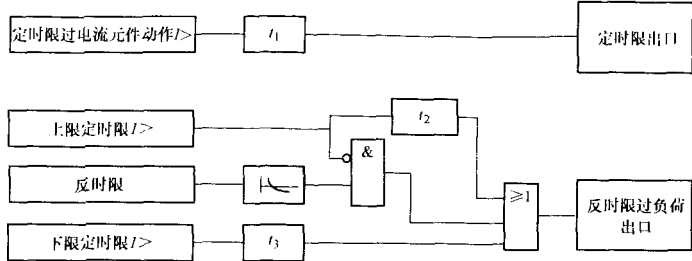 定时限过电流元件动作I>
t1
定时限出口
上限定时限I>
t2
&
反时限
≥1
反时限过负荷
出口
下限定时限I>
t3